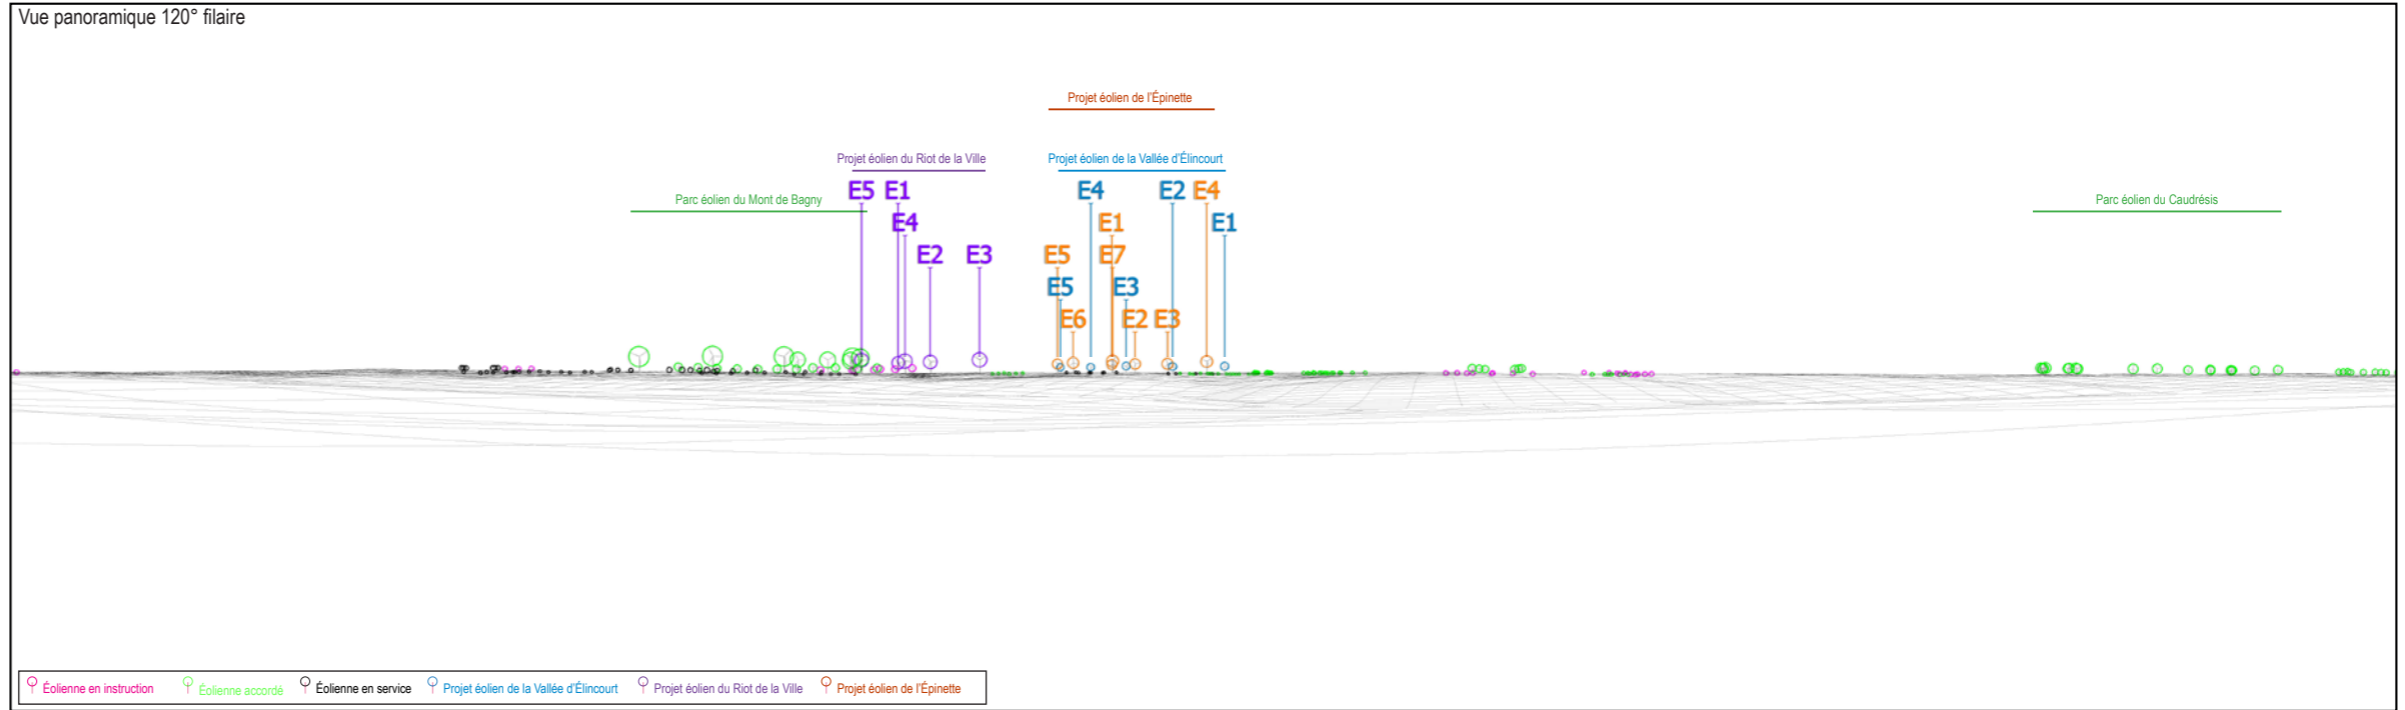 Vue panoramique 120° filaire
Projet éolien de l'Épinette
Projet éolien du Riot de la Ville
Projet éolien de la Vallée d'Élincourt
Parc éolien du Mont de Bagny
Parc éolien du Caudrésis
E5 E1 E4 E2 E4
E4 E1 E1
E2 E3 E5 E7
E5 E3
E6 E2 E3
Éolienne en instruction
Éolienne accordé
Éolienne en service
Projet éolien de la Vallée d'Élincourt
Projet éolien du Riot de la Ville
Projet éolien de l'Épinette